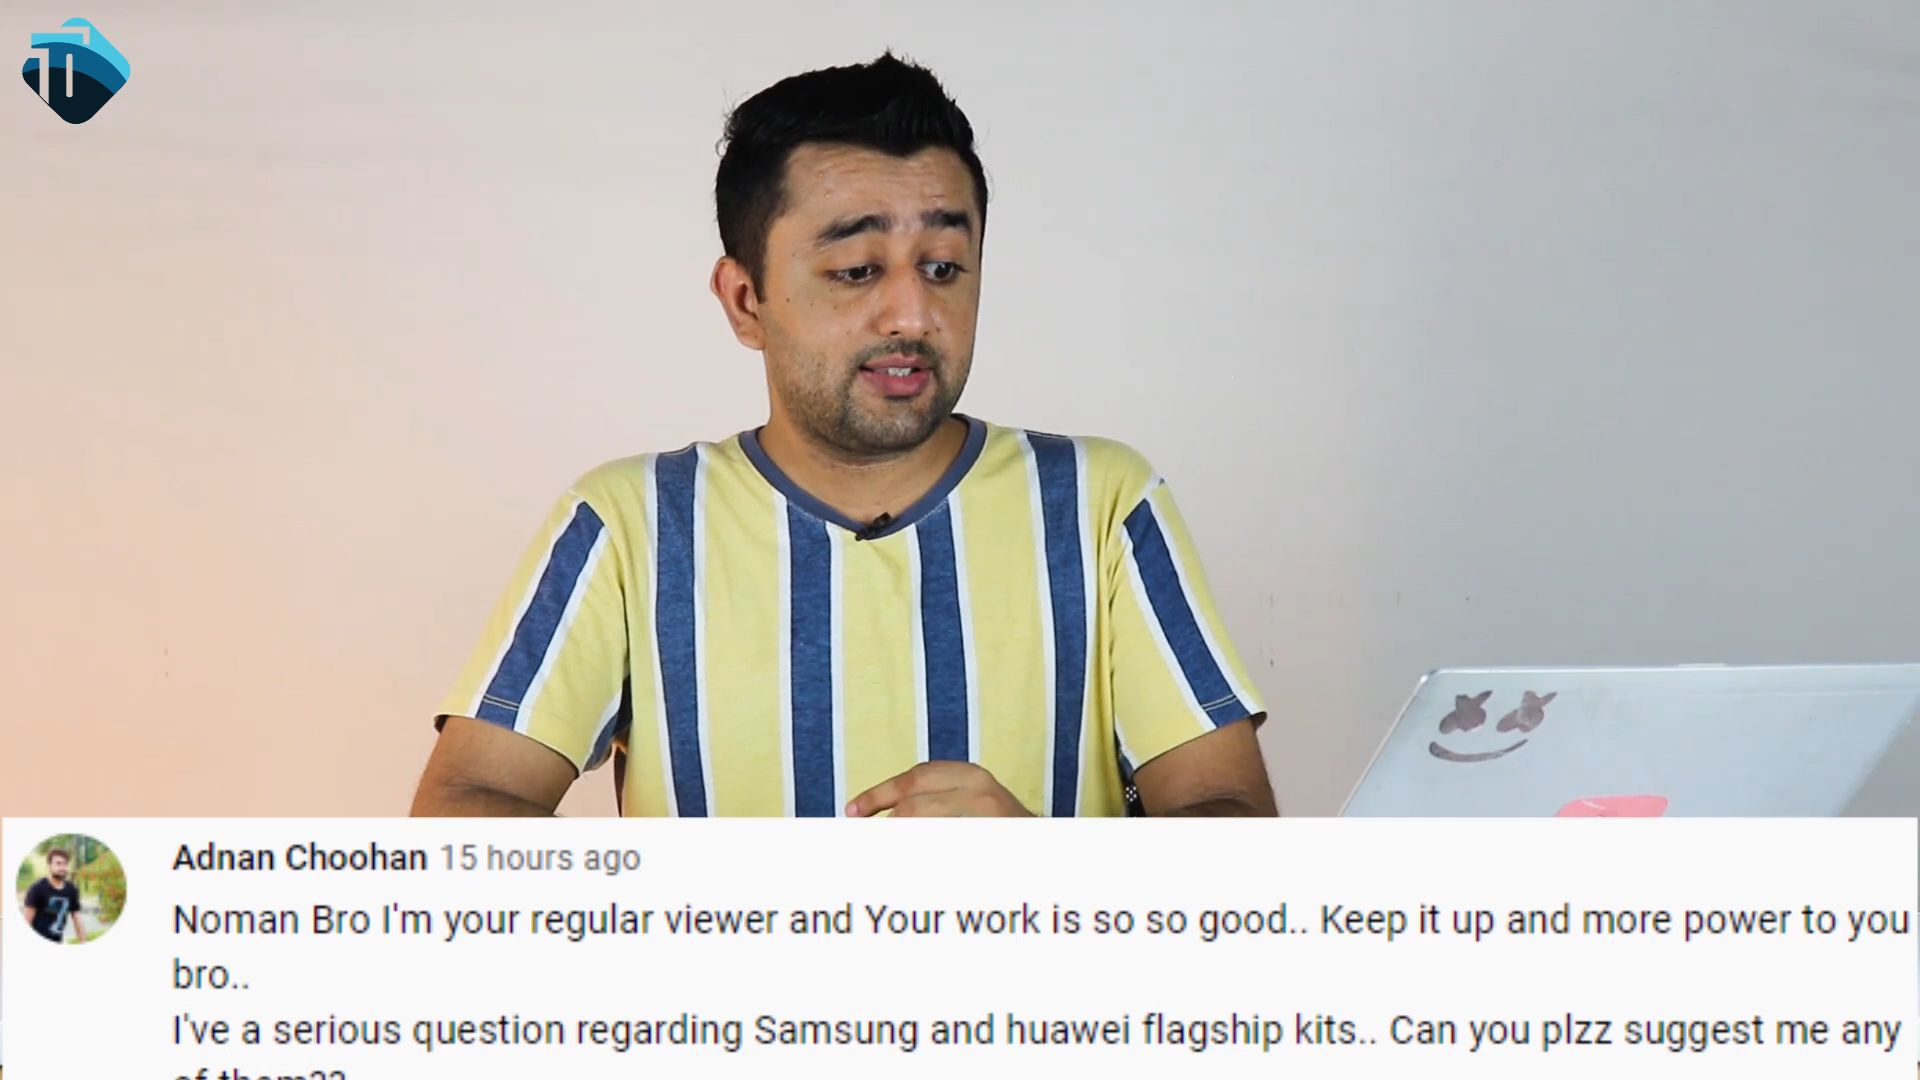 Adnan Choohan 15 hours ago
Noman Bro I'm your regular viewer and Your work is so so good.. Keep it up and more power to you
bro..
I've a serious question regarding Samsung and huawei flagship kits.. Can you plzz suggest me any
of them??